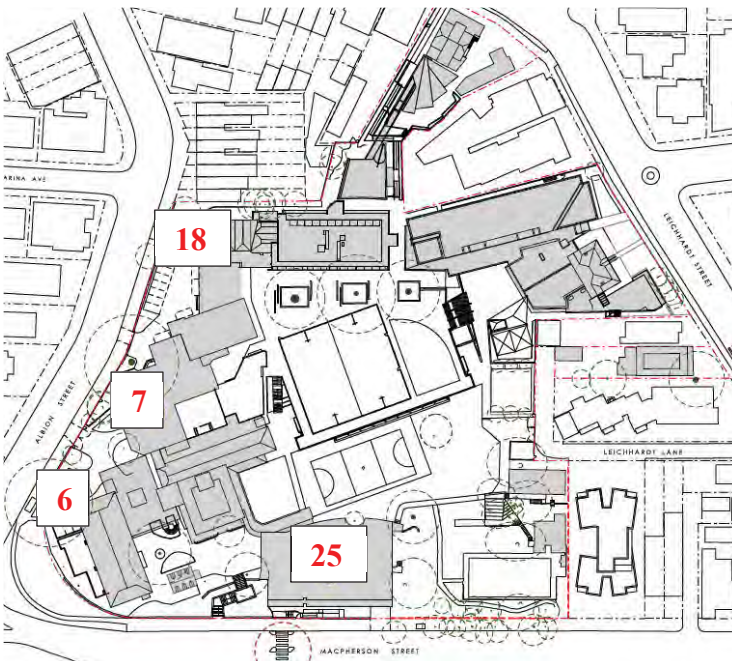 ARINA AVE
18
LEICHHARDT STREET
7
ALBION STREET
LEICHHARDT LANE
6
25
MACPHERSON STREET